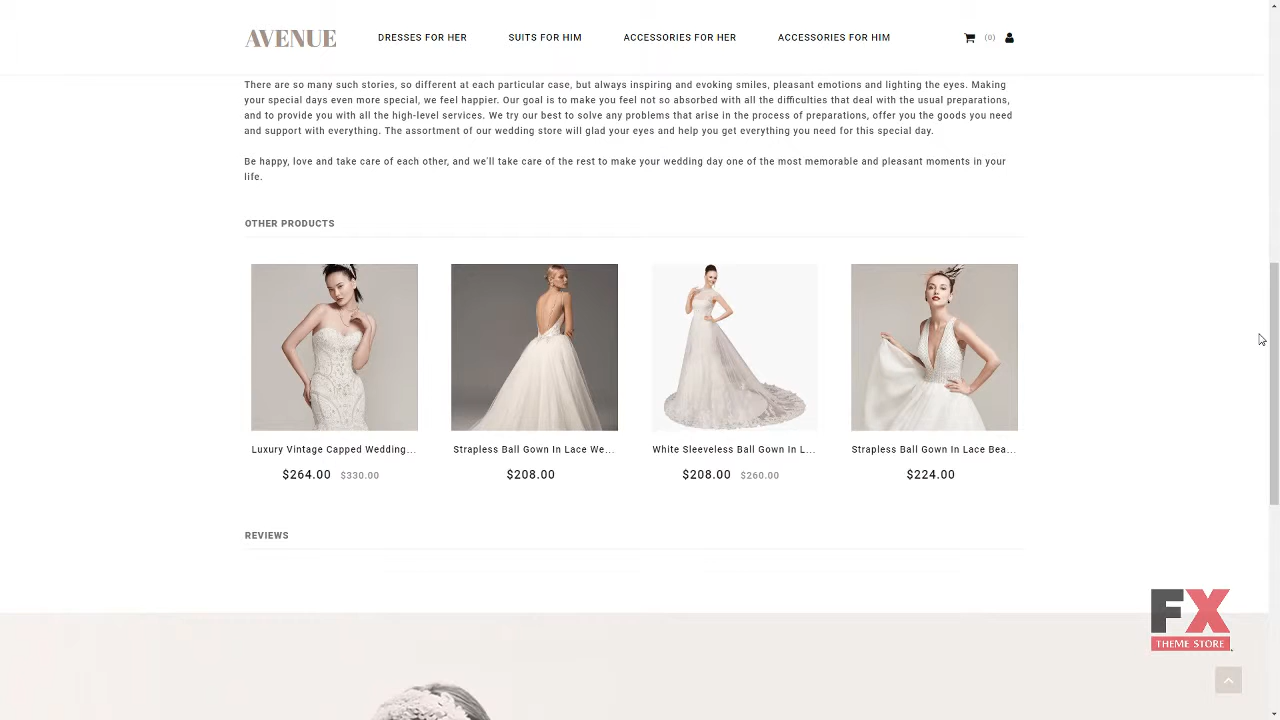 AVENUE
DRESSES FOR HER
SUITS FOR HIM
ACCESSORIES FOR HER
ACCESSORIES FOR HIM
(0)
There are so many such stories, so different at each particular case, but always inspiring and evoking smiles, pleasant emotions and lighting the eyes. Making
your special days even more special, we feel happier. Our goal is to make you feel not so absorbed with all the difficulties that deal with the usual preparations,
and to provide you with all the high-level services. We try our best to solve any problems that arise in the process of preparations, offer you the goods you need
and support with everything. The assortment of our wedding store will glad your eyes and help you get everything you need for this special day.
Be happy, love and take care of each other, and we'll take care of the rest to make your wedding day one of the most memorable and pleasant moments in your
life.
OTHER PRODUCTS
Luxury Vintage Capped Wedding...
$264.00 $330.00
Strapless Ball Gown In Lace We...
$208.00
White Sleeveless Ball Gown In L...
$208.00 $260.00
Strapless Ball Gown In Lace Bea...
$224.00
REVIEWS
FX
THEME STORE